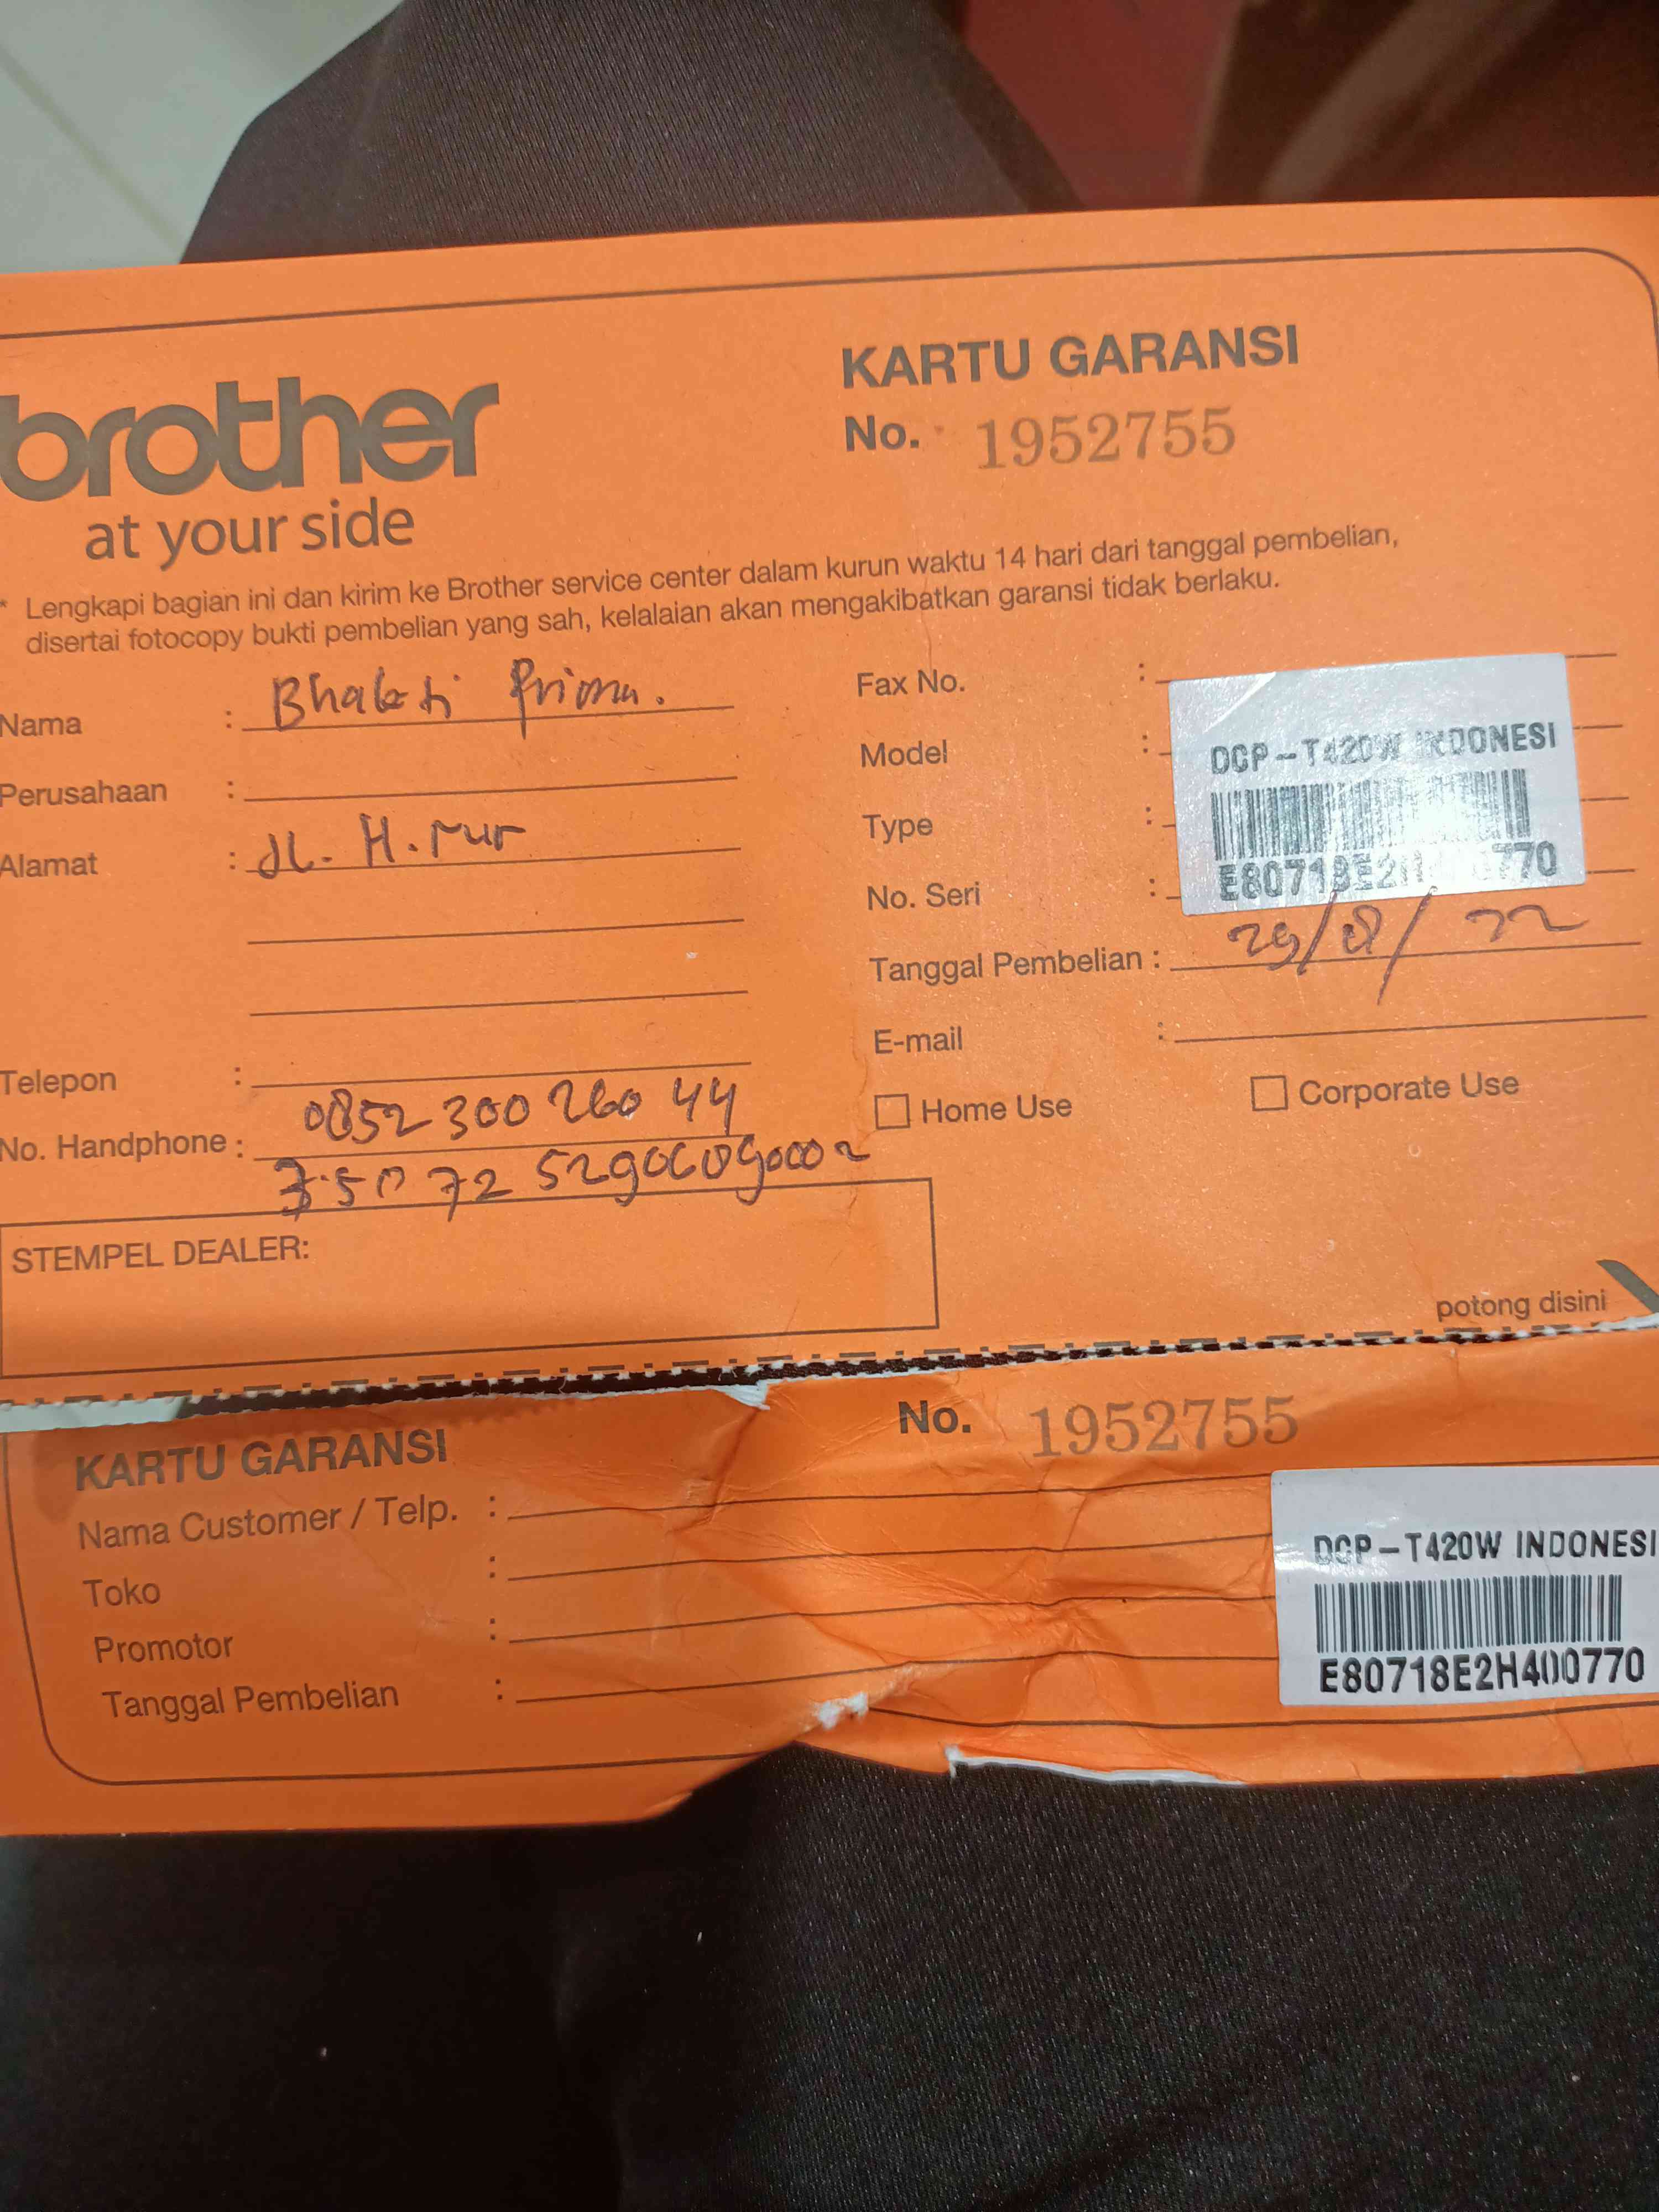 brother
at your side
KARTU GARANSI
No. 1952755
* Lengkapi bagian ini dan kirim ke Brother service center dalam kurun waktu 14 hari dari tanggal pembelian,
disertai fotocopy bukti pembelian yang sah, kelalaian akan mengakibatkan garansi tidak berlaku.
Nama : Bhakti Prima.
Perusahaan :
Alamat : JL. H. nur
Telepon :
No. Handphone : 0852 300 260 44
Fax No. :
Model :
Type :
No. Seri :
DCP-T420W INDONESI
Tanggal Pembelian : 29/8/22
E-mail :
Home Use
Corporate Use
STEMPEL DEALER:
potong disini
KARTU GARANSI
No. 1952755
Nama Customer / Telp. :
Toko :
Promotor :
Tanggal Pembelian :
DCP-T420W INDONESI
E80718E2H400770